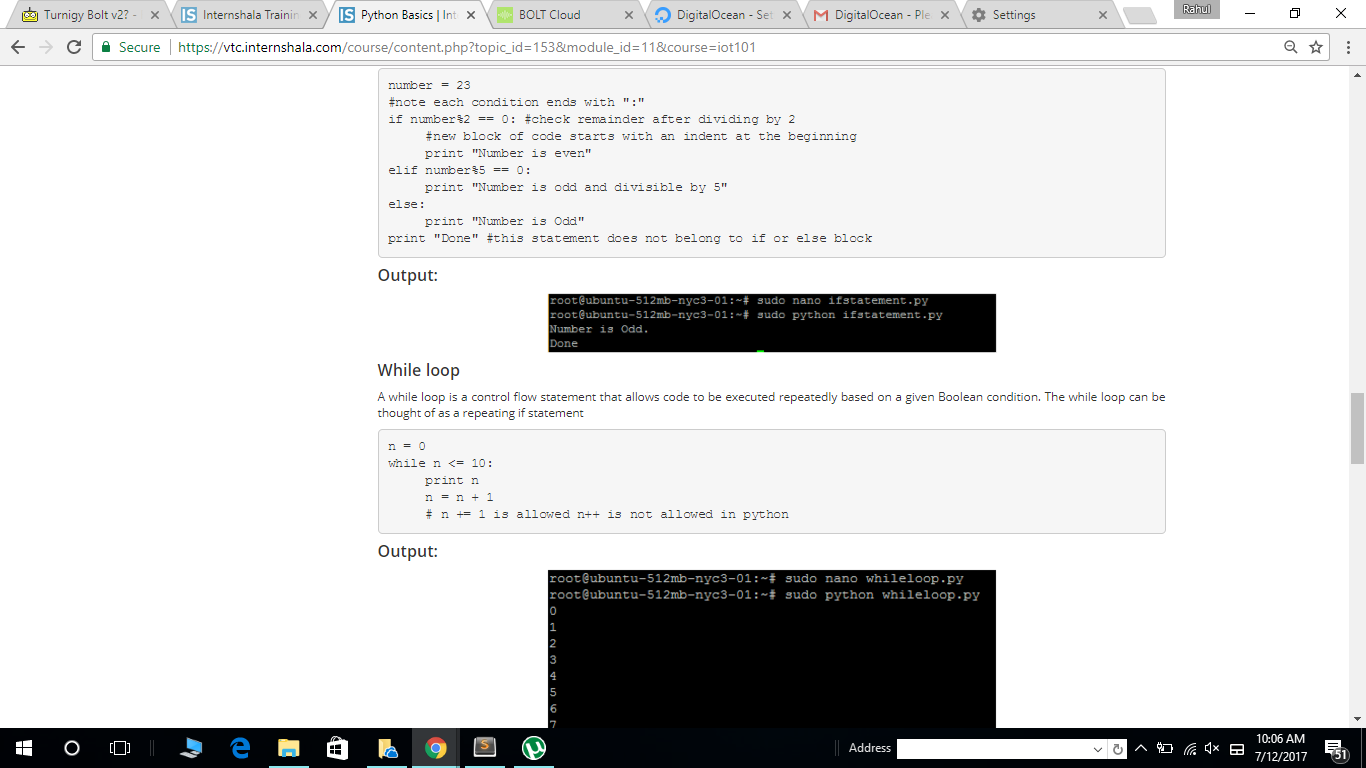 Turnigy Bolt v2? -
Internshala Trainin
Python Basics | Int
BOLT Cloud
DigitalOcean - Set
DigitalOcean - Ple
Settings
Rahul
Secure
https://vtc.internshala.com/course/content.php?topic_id=153&module_id=11&course=iot101
number = 23
#note each condition ends with ":"
if number%2 == 0: #check remainder after dividing by 2
#new block of code starts with an indent at the beginning
print "Number is even"
elif number%5 == 0:
print "Number is odd and divisible by 5"
else:
print "Number is Odd"
print "Done" #this statement does not belong to if or else block
Output:
root@ubuntu-512mb-nyc3-01:~# sudo nano ifstatement.py
root@ubuntu-512mb-nyc3-01:~# sudo python ifstatement.py
Number is Odd.
Done
While loop
A while loop is a control flow statement that allows code to be executed repeatedly based on a given Boolean condition. The while loop can be
thought of as a repeating if statement
n = 0
while n <= 10:
print n
n = n + 1
# n += 1 is allowed n++ is not allowed in python
Output:
root@ubuntu-512mb-nyc3-01:~# sudo nano whileloop.py
root@ubuntu-512mb-nyc3-01:~# sudo python whileloop.py
0
1
2
3
4
5
6
7
Address
10:06 AM
7/12/2017
51